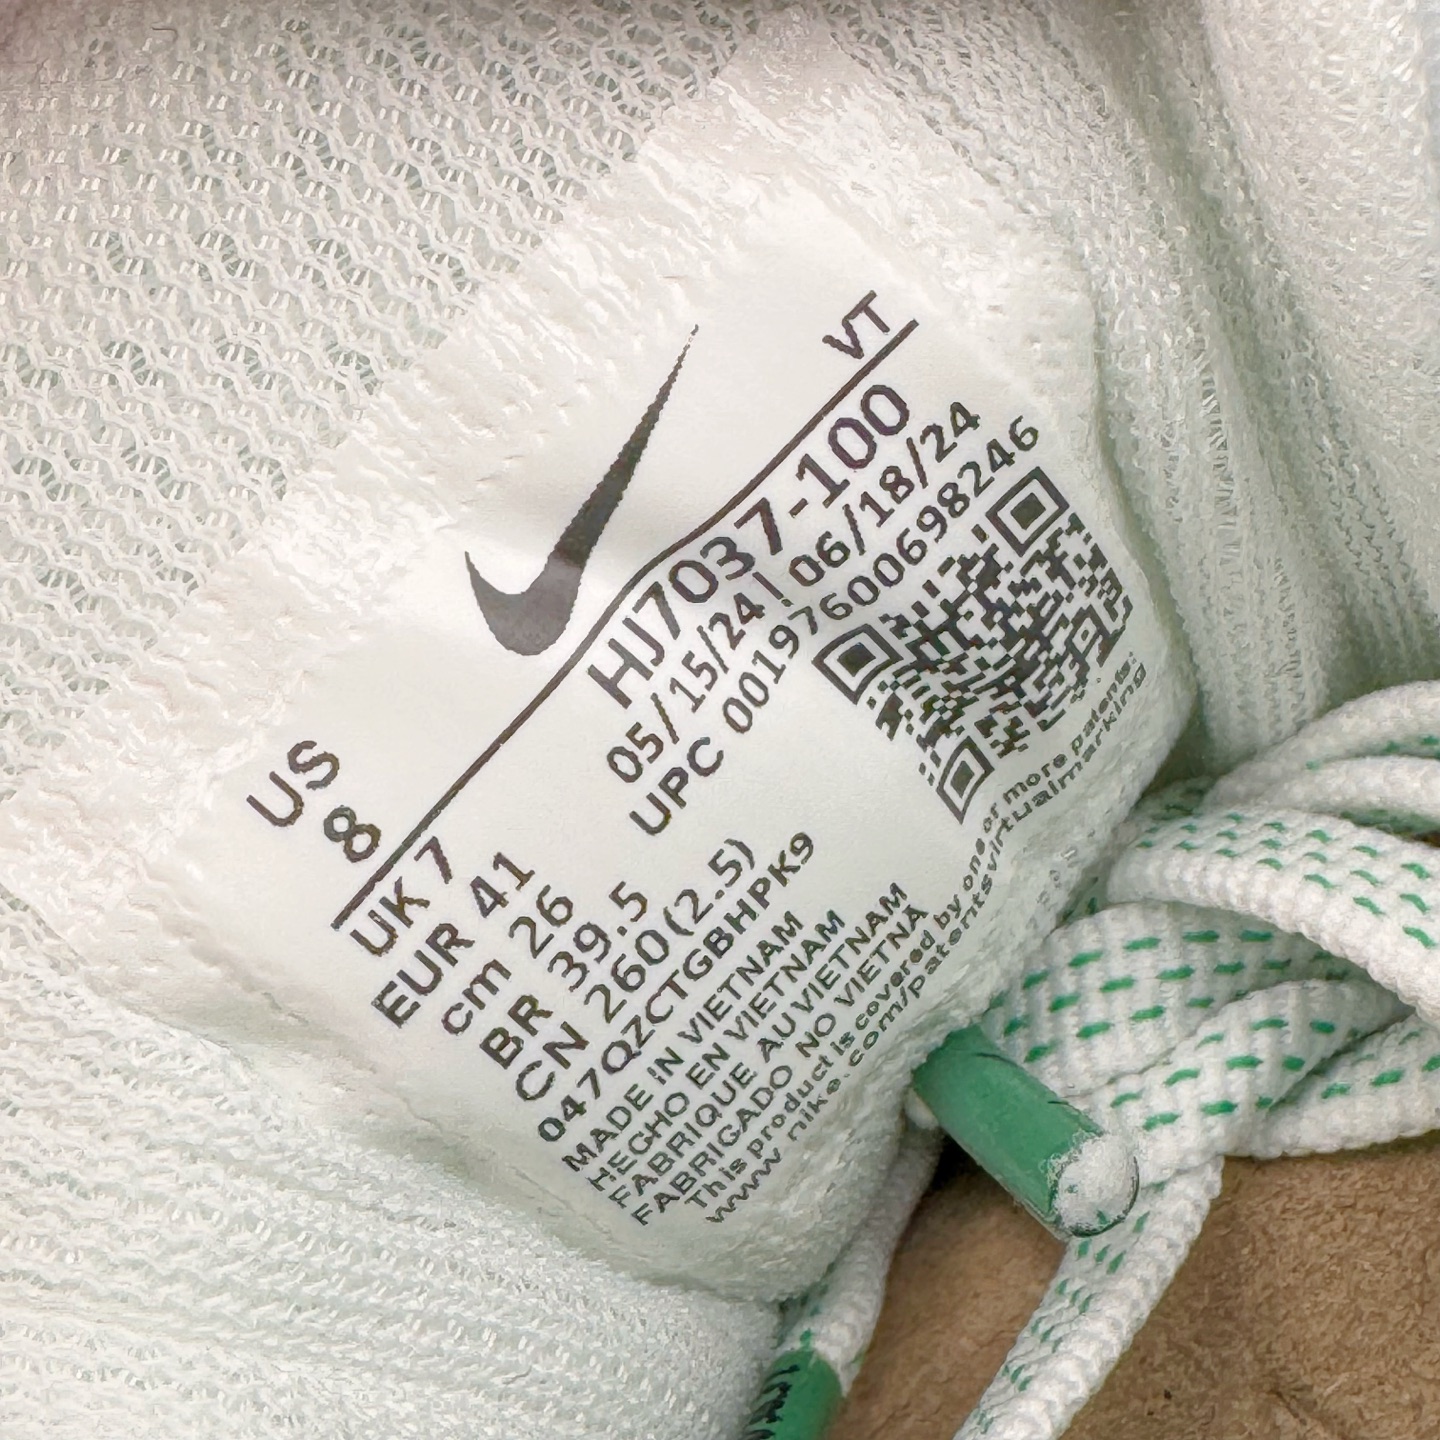 US
8
VT
UK 7
EUR 41
cm 26
BR 39.5
CN 260(2.5)
HJ7037-100
05/15/24 | 06/18/24
UPC 00197600698246
047QZCTGBHPK9
MADE IN VIETNAM
HECHO EN VIETNAM
FABRIQUE AU VIETNAM
FABRIGADO NO VIETNÃ
This product is covered by one or more patents:
www.nike.com/patentsvirtualmarking